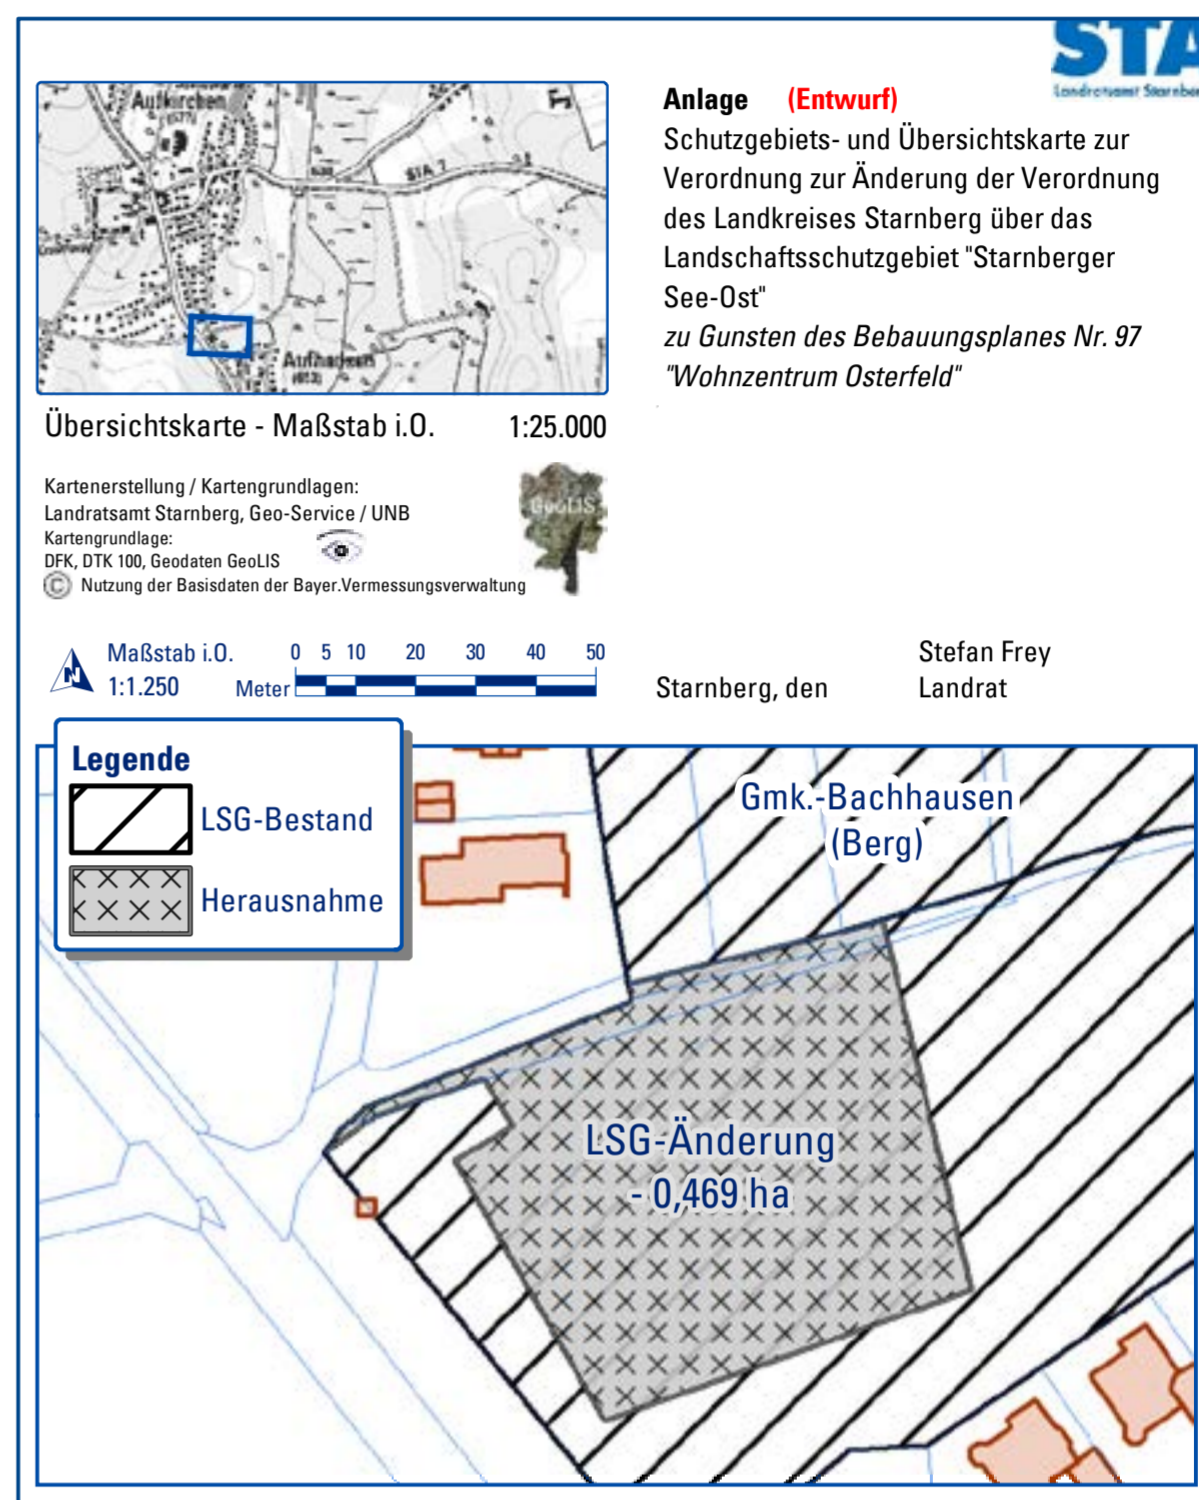 STA
Landratsamt Starnber
Aufkirchen
STA 7
Aufhausen
Anlage (Entwurf)
Schutzgebiets- und Übersichtskarte zur
Verordnung zur Änderung der Verordnung
des Landkreises Starnberg über das
Landschaftsschutzgebiet "Starnberger
See-Ost"
zu Gunsten des Bebauungsplanes Nr. 97
"Wohnzentrum Osterfeld"
Übersichtskarte - Maßstab i.O. 1:25.000
Kartenerstellung / Kartengrundlagen:
Landratsamt Starnberg, Geo-Service / UNB
Kartengrundlage:
DFK, DTK 100, Geodaten GeoLIS
© Nutzung der Basisdaten der Bayer.Vermessungsverwaltung
GeoLIS
N
Maßstab i.O.
1:1.250
0 5 10 20 30 40 50
Meter
Stefan Frey
Starnberg, den Landrat
Legende
LSG-Bestand
Herausnahme
Gmk.-Bachhausen
(Berg)
LSG-Änderung
- 0,469 ha